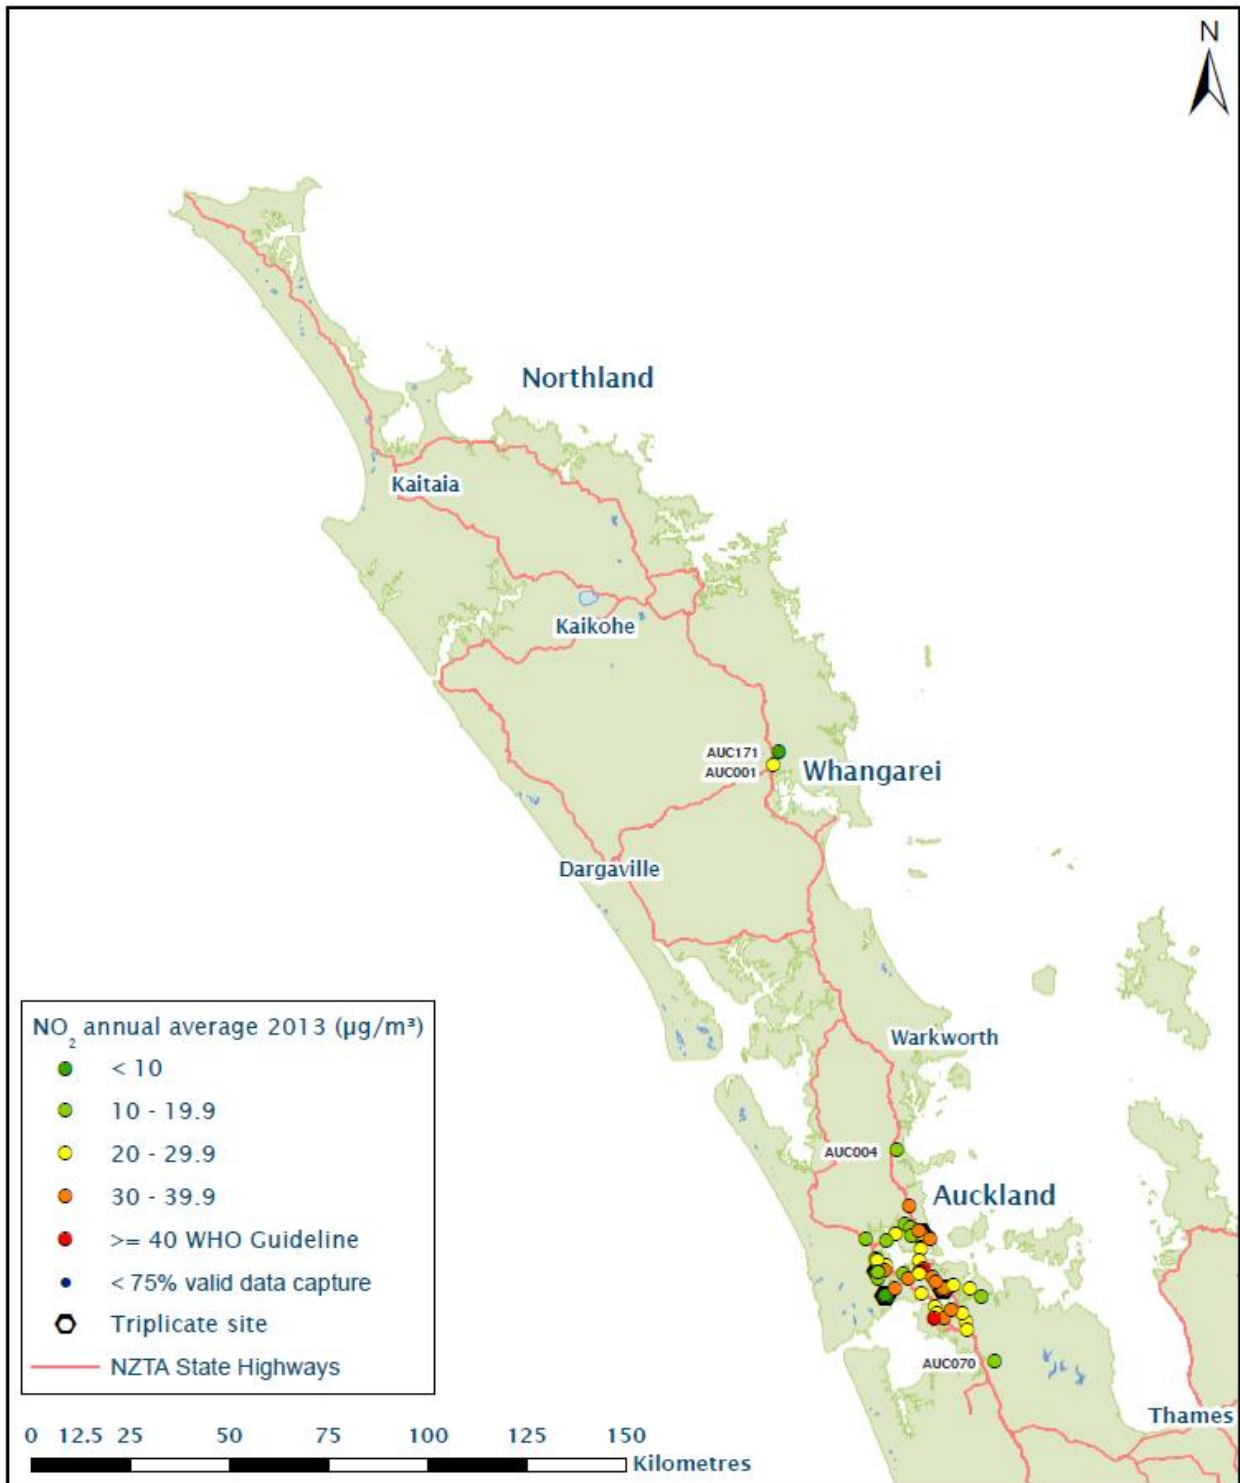 N
Northland
Kaitaia
Kaikohe
AUC171
AUC001
Whangarei
Dargaville
Warkworth
AUC004
Auckland
AUC070
Thames
NO₂ annual average 2013 (µg/m³)
< 10
10 - 19.9
20 - 29.9
30 - 39.9
>= 40 WHO Guideline
< 75% valid data capture
Triplicate site
NZTA State Highways
0 12.5 25 50 75 100 125 150
Kilometres